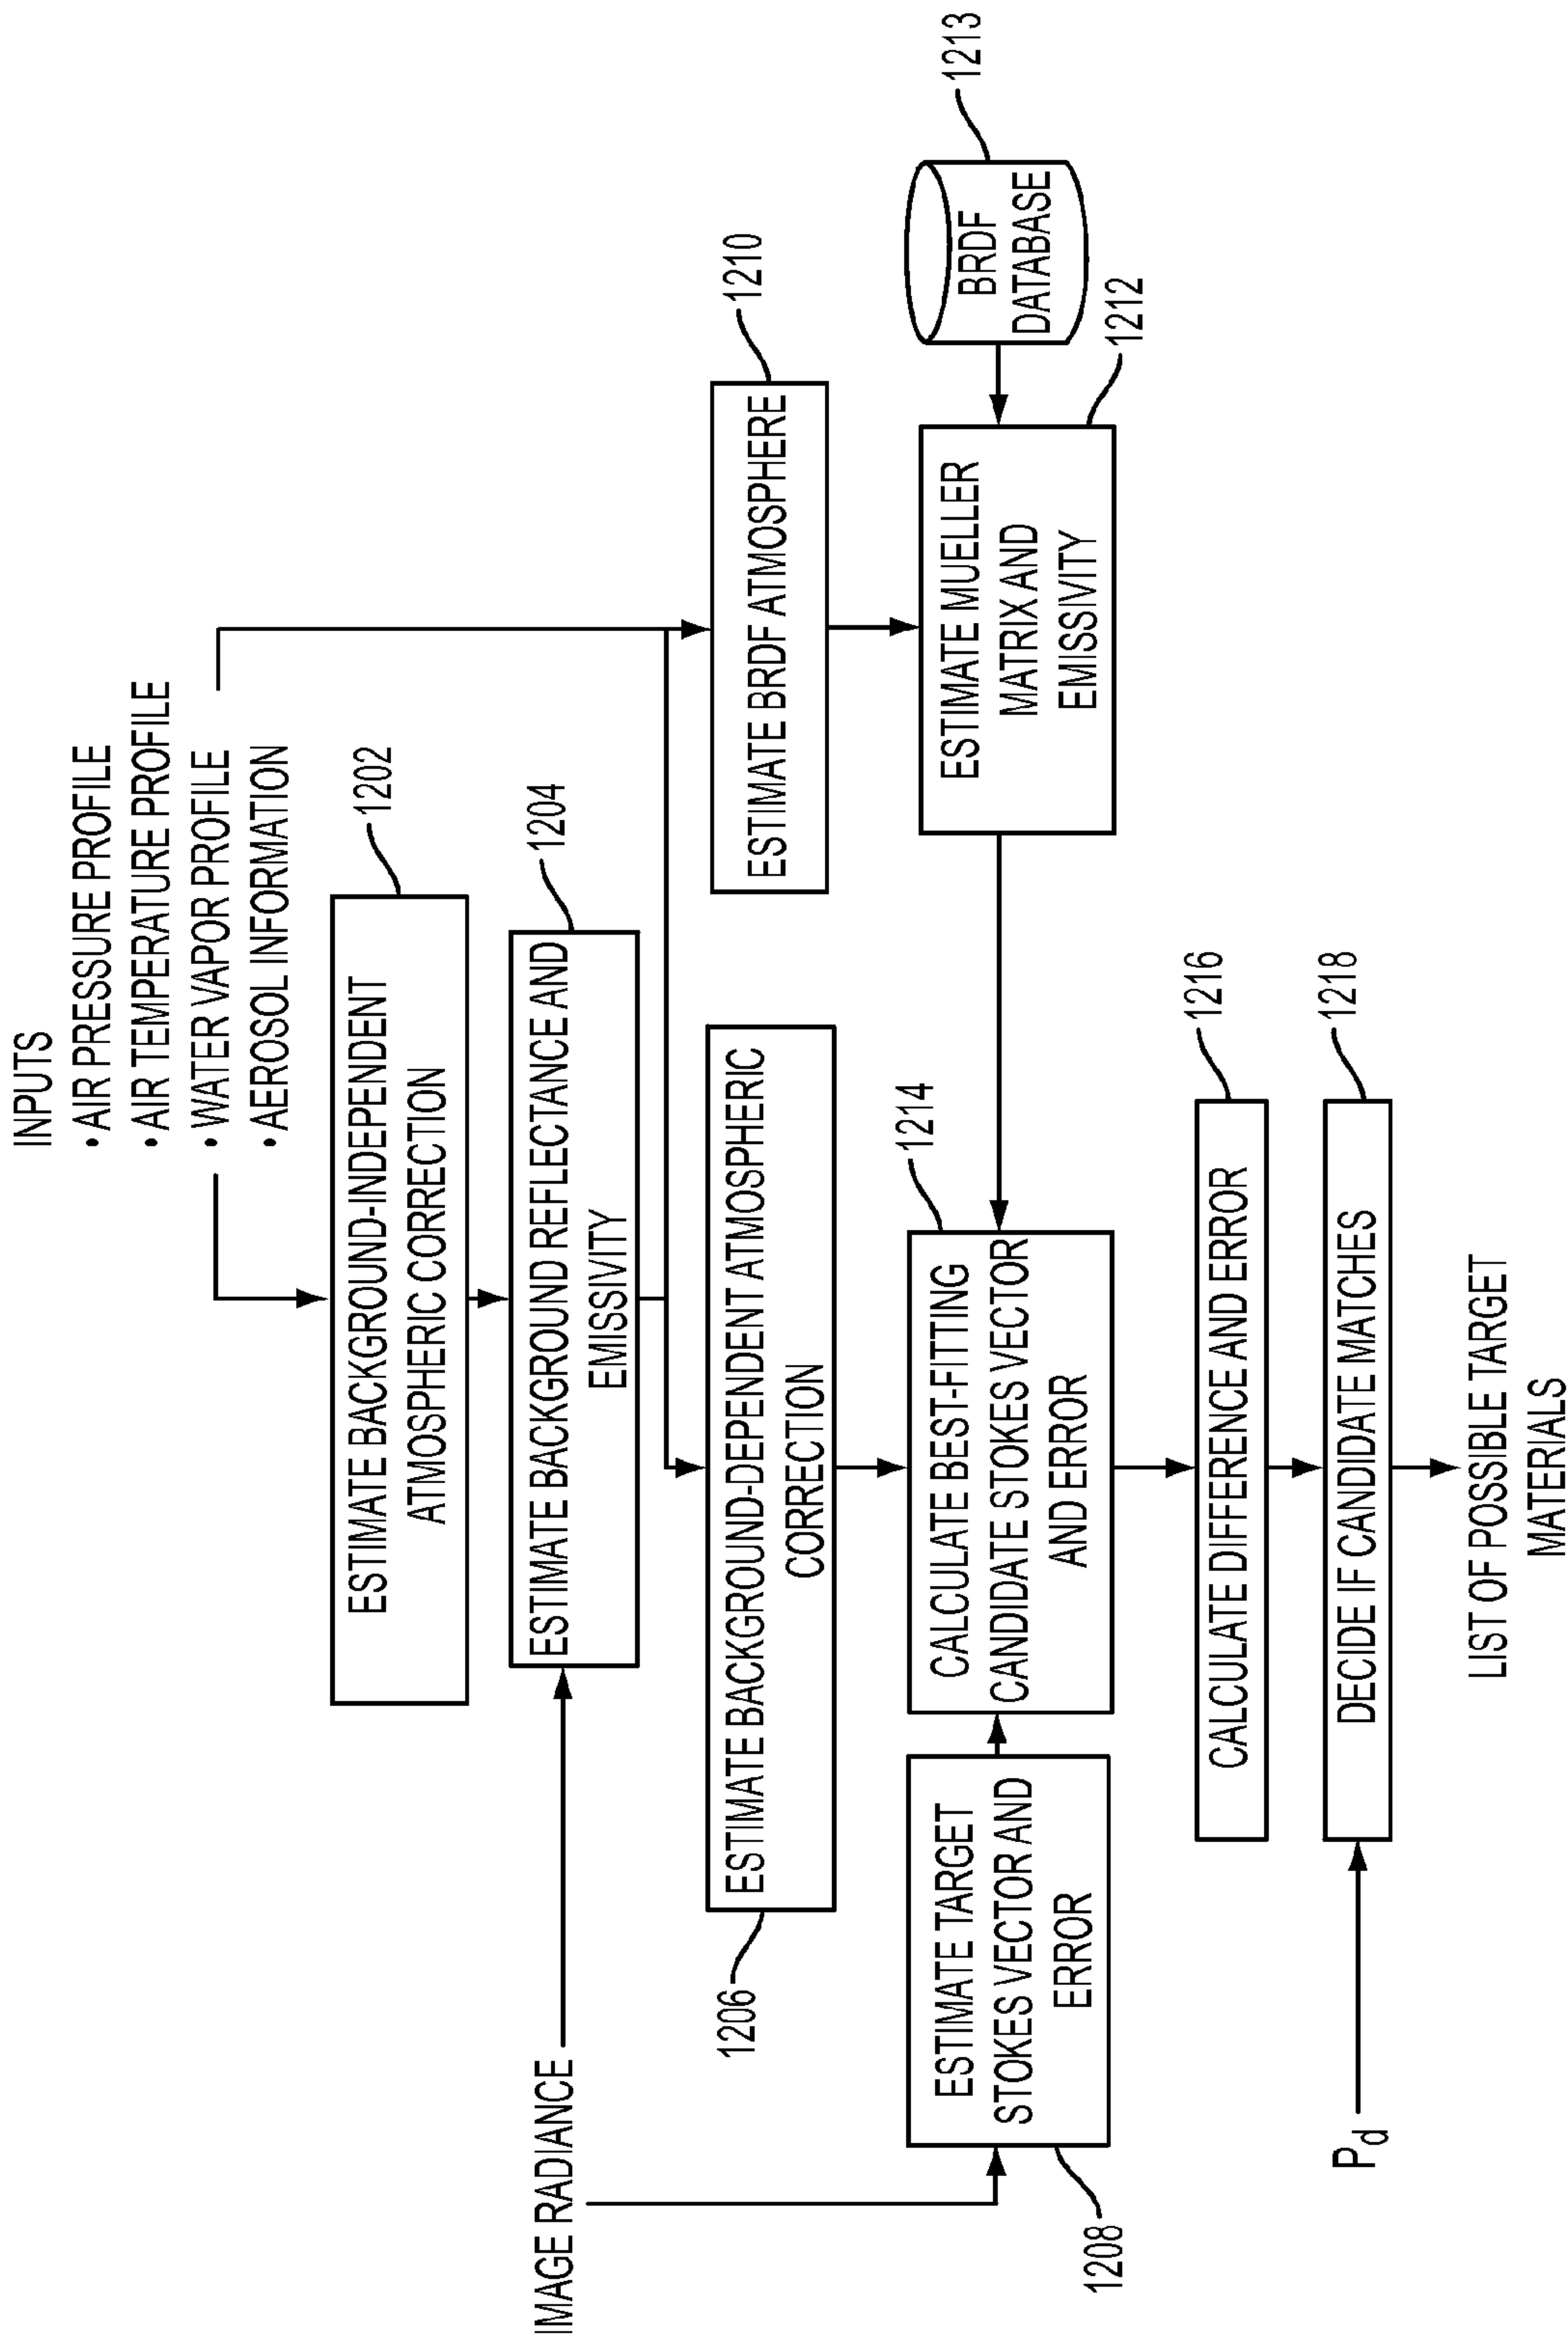 INPUTS
• AIR PRESSURE PROFILE
• AIR TEMPERATURE PROFILE
• WATER VAPOR PROFILE
• AEROSOL INFORMATION
1202
ESTIMATE BACKGROUND-INDEPENDENT
ATMOSPHERIC CORRECTION
1204
ESTIMATE BACKGROUND REFLECTANCE AND
EMISSIVITY
IMAGE RADIANCE
1206
ESTIMATE BACKGROUND-DEPENDENT ATMOSPHERIC
CORRECTION
1210
ESTIMATE BRDF ATMOSPHERE
1208
ESTIMATE TARGET
STOKES VECTOR AND
ERROR
1214
CALCULATE BEST-FITTING
CANDIDATE STOKES VECTOR
AND ERROR
1212
ESTIMATE MUELLER
MATRIX AND
EMISSIVITY
1213
BRDF
DATABASE
1216
CALCULATE DIFFERENCE AND ERROR
1218
DECIDE IF CANDIDATE MATCHES
Pd
LIST OF POSSIBLE TARGET
MATERIALS